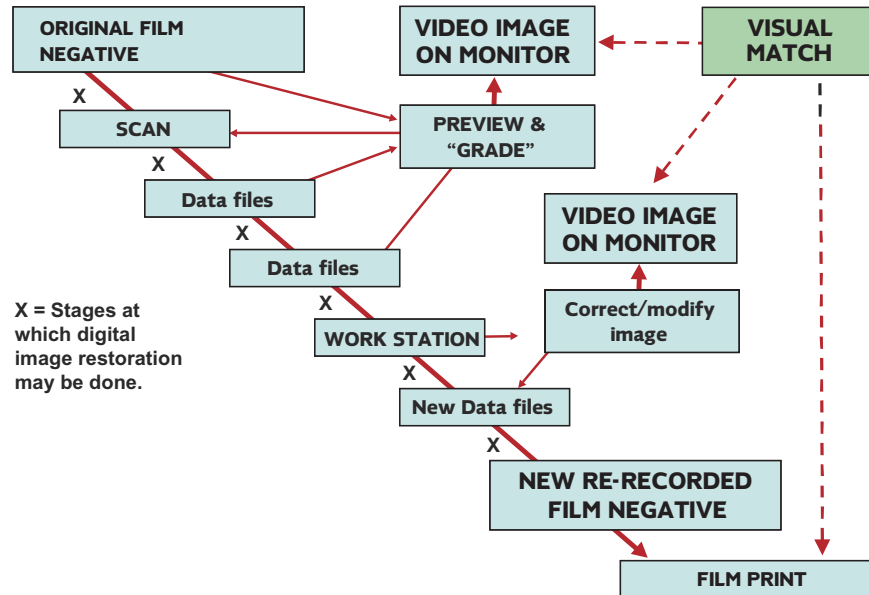 ORIGINAL FILM
NEGATIVE
VIDEO IMAGE
ON MONITOR
VISUAL
MATCH
X
SCAN
PREVIEW &
“GRADE”
X
Data files
X
VIDEO IMAGE
ON MONITOR
Data files
X = Stages at
which digital
image restoration
may be done.
X
Correct/modify
image
WORK STATION
X
New Data files
X
NEW RE-RECORDED
FILM NEGATIVE
FILM PRINT